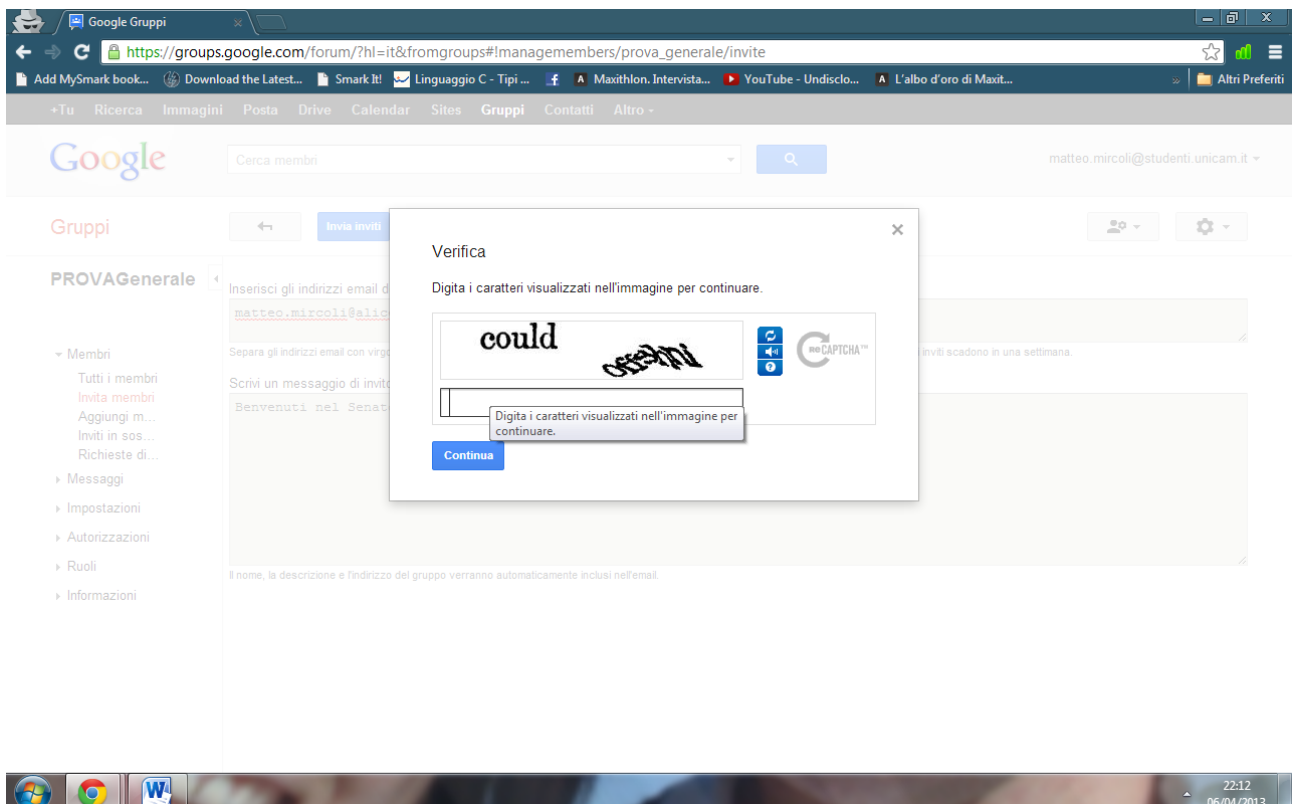 Google Gruppi
https://groups.google.com/forum/?hl=it&fromgroups#!managemembers/prova_generale/invite
Add MySmark book... Download the Latest... Smark It! Linguaggio C - Tipi ... Maxithlon. Intervista... YouTube - Undisclo... L'albo d'oro di Maxit... » Altri Preferiti
+Tu Ricerca Immagini Posta Drive Calendar Sites Gruppi Contatti Altro
Google Cerca membri matteo.mircoli@studenti.unicam.it
Gruppi Invia inviti
Verifica
PROVAGenerale
Inserisci gli indirizzi email d
Digita i caratteri visualizzati nell'immagine per continuare.
matteo.mircoli@alic
could
reCAPTCHA™
Membri
Separa gli indirizzi email con virgo
inviti scadono in una settimana.
Tutti i membri
Scrivi un messaggio di invito
Invita membri
Benvenuti nel Senat
Digita i caratteri visualizzati nell'immagine per
continuare.
Aggiungi m...
Inviti in sos...
Richieste di...
Continua
Messaggi
Impostazioni
Autorizzazioni
Ruoli
Il nome, la descrizione e l'indirizzo del gruppo verranno automaticamente inclusi nell'email.
Informazioni
22:12
06/04/2013